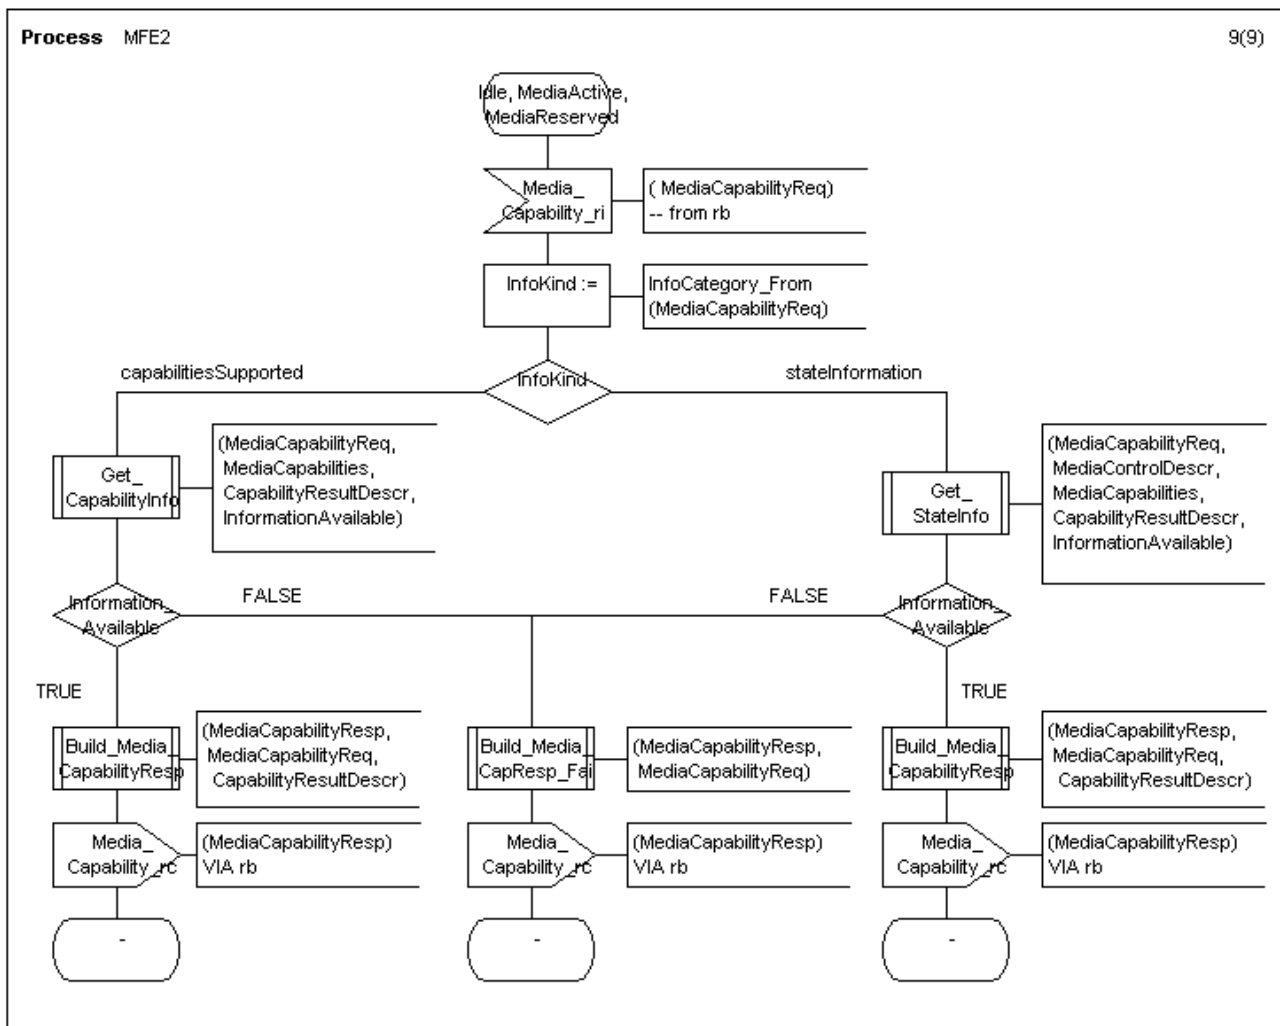 Process MFE2
9(9)
Idle, MediaActive,
MediaReserved
Media_
Capability_ri
( MediaCapabilityReq)
-- from rb
InfoKind :=
InfoCategory_From
(MediaCapabilityReq)
capabilitiesSupported
InfoKind
stateInformation
Get_
CapabilityInfo
(MediaCapabilityReq,
MediaCapabilities,
CapabilityResultDescr,
InformationAvailable)
Get_
StateInfo
(MediaCapabilityReq,
MediaControlDescr,
MediaCapabilities,
CapabilityResultDescr,
InformationAvailable)
Information_
Available
FALSE
FALSE
Information_
Available
TRUE
TRUE
Build_Media_
CapabilityResp
(MediaCapabilityResp,
MediaCapabilityReq,
CapabilityResultDescr)
Build_Media_
CapResp_Fail
(MediaCapabilityResp,
MediaCapabilityReq)
Build_Media_
CapabilityResp
(MediaCapabilityResp,
MediaCapabilityReq,
CapabilityResultDescr)
Media_
Capability_rc
(MediaCapabilityResp)
VIA rb
Media_
Capability_rc
(MediaCapabilityResp)
VIA rb
Media_
Capability_rc
(MediaCapabilityResp)
VIA rb
-
-
-